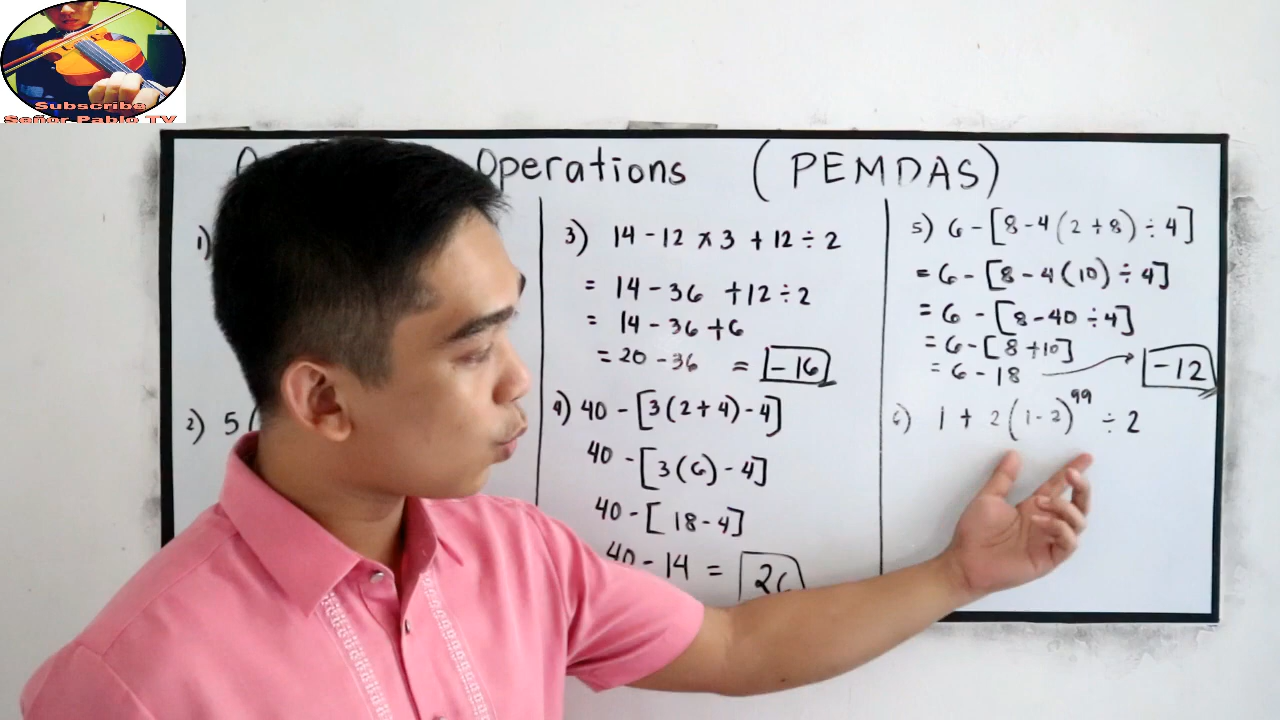 Subscribe
Señor Pablo TV
Operations (PEMDAS)
1)
2) 5(
3) 14 - 12 x 3 + 12 ÷ 2
= 14 - 36 + 12 ÷ 2
= 14 - 36 + 6
= 20 - 36 = -16
4) 40 - [3(2+4) - 4]
40 - [3(6) - 4]
40 - [18 - 4]
40 - 14 = 26
5) 6 - [8 - 4(2+8) ÷ 4]
= 6 - [8 - 4(10) ÷ 4]
= 6 - [8 - 40 ÷ 4]
= 6 - [8 + 10]
= 6 - 18 → -12
6) 1 + 2(1-2)⁹⁹ ÷ 2